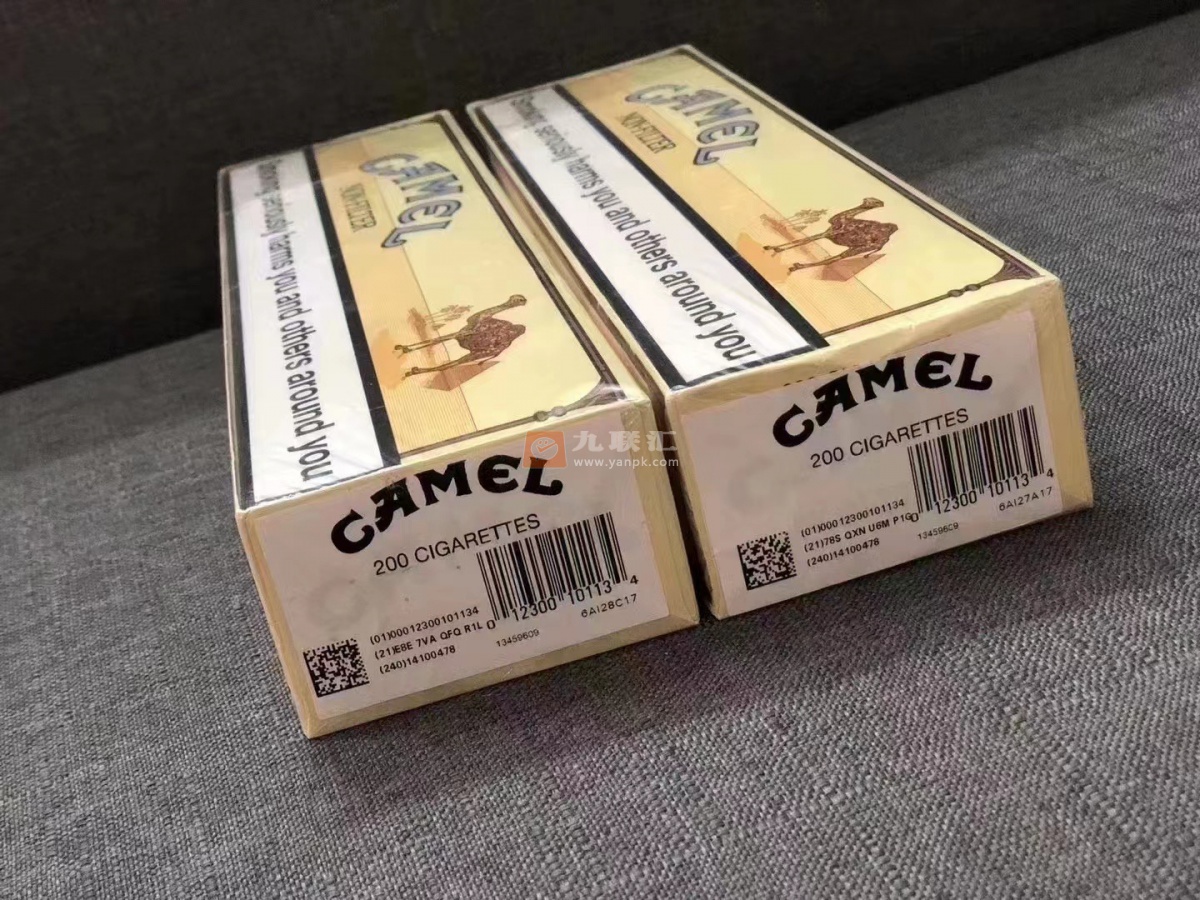 CAMEL
NON-FILTER
Smoking seriously harms you and others around you
CAMEL
200 CIGARETTES
0 12300 10113 4
(01)00012300101134
(21)E8E 7VA QFQ R1L
(240)14100478
13459609
6AI28C17
CAMEL
NON-FILTER
Smoking seriously harms you and others around you
CAMEL
200 CIGARETTES
0 12300 10113 4
(01)00012300101134
(21)78S QXN U6M P1G
(240)14100478
13459609
6AI27A17
九联汇
www.yanpk.com